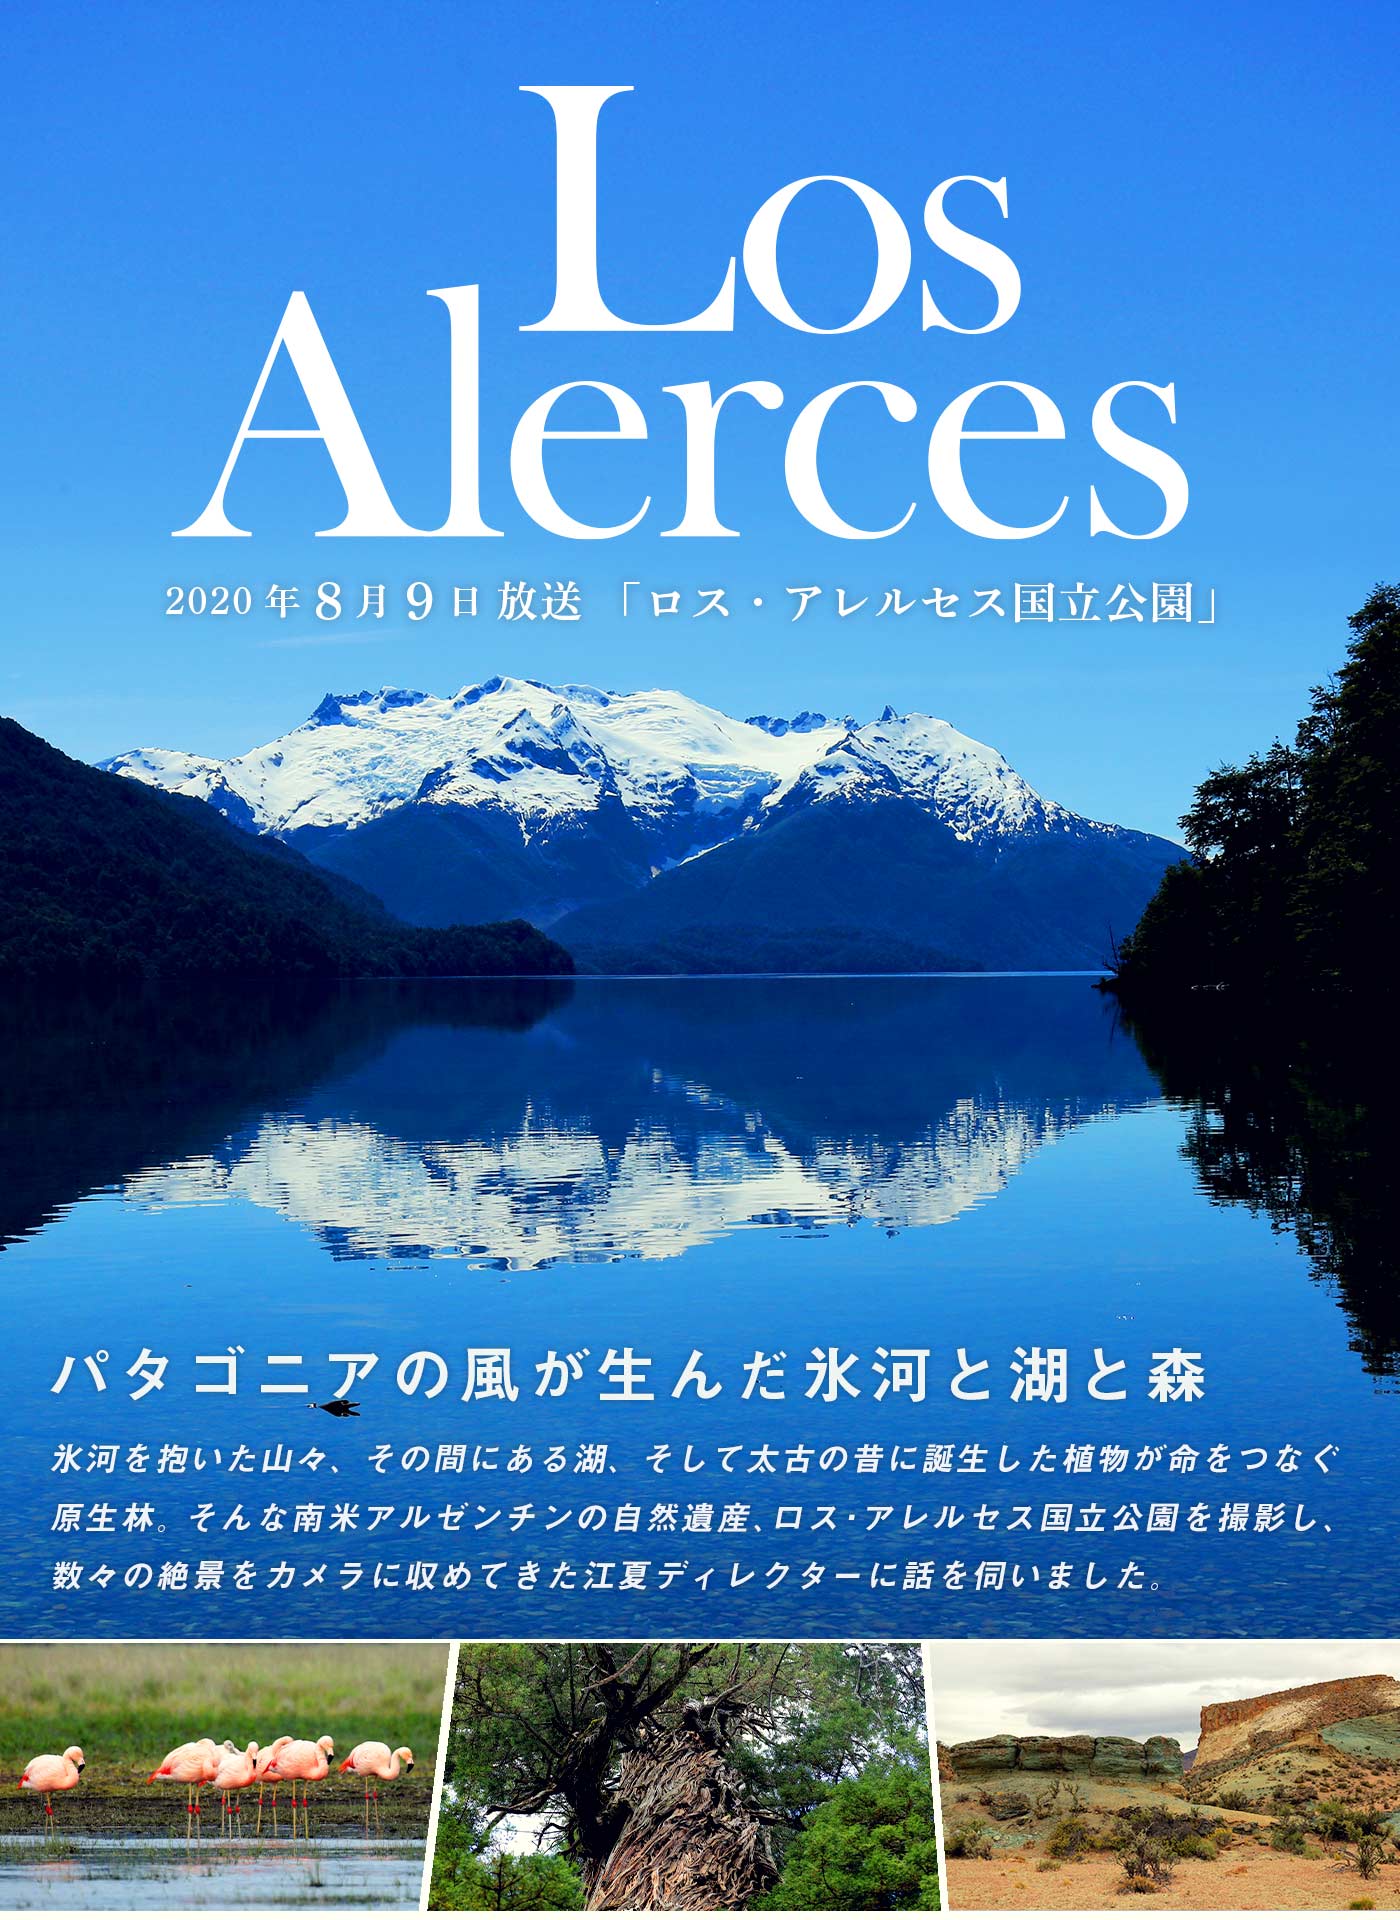 Los
Alerces
2020年8月9日放送「ロス・アレルセス国立公園」
パタゴニアの風が生んだ氷河と湖と森
氷河を抱いた山々、その間にある湖、そして太古の昔に誕生した植物が命をつなぐ
原生林。そんな南米アルゼンチンの自然遺産、ロス・アレルセス国立公園を撮影し、
数々の絶景をカメラに収めてきた江夏ディレクターに話を伺いました。